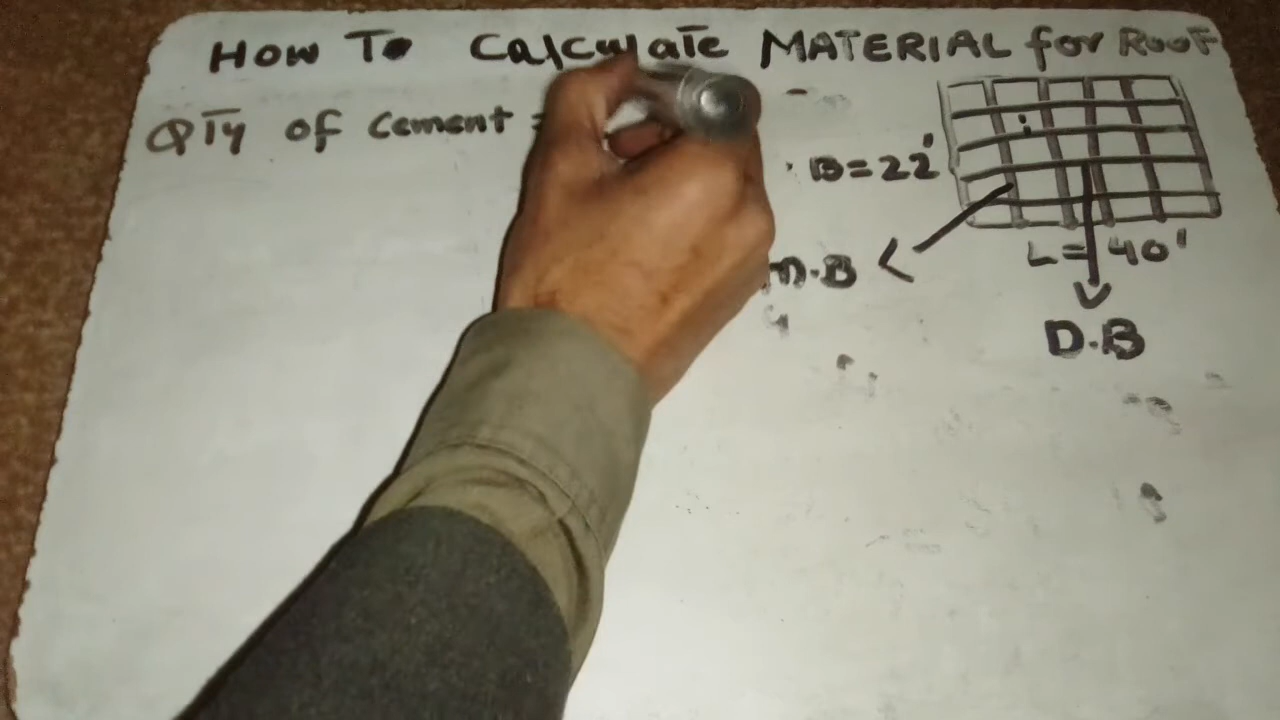 How To Calculate MATERIAL for RooF
QTy of Cement =
B=22'
L=40'
M.B
D.B